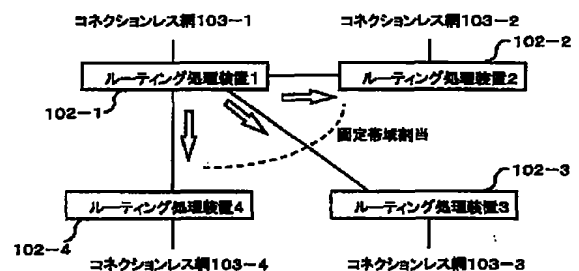 コネクションレス網103-1
コネクションレス網103-2
102-2
ルーティング処理装置1
ルーティング処理装置2
102-1
固定帯域割当
102-3
ルーティング処理装置4
ルーティング処理装置3
102-4
コネクションレス網103-4
コネクションレス網103-3